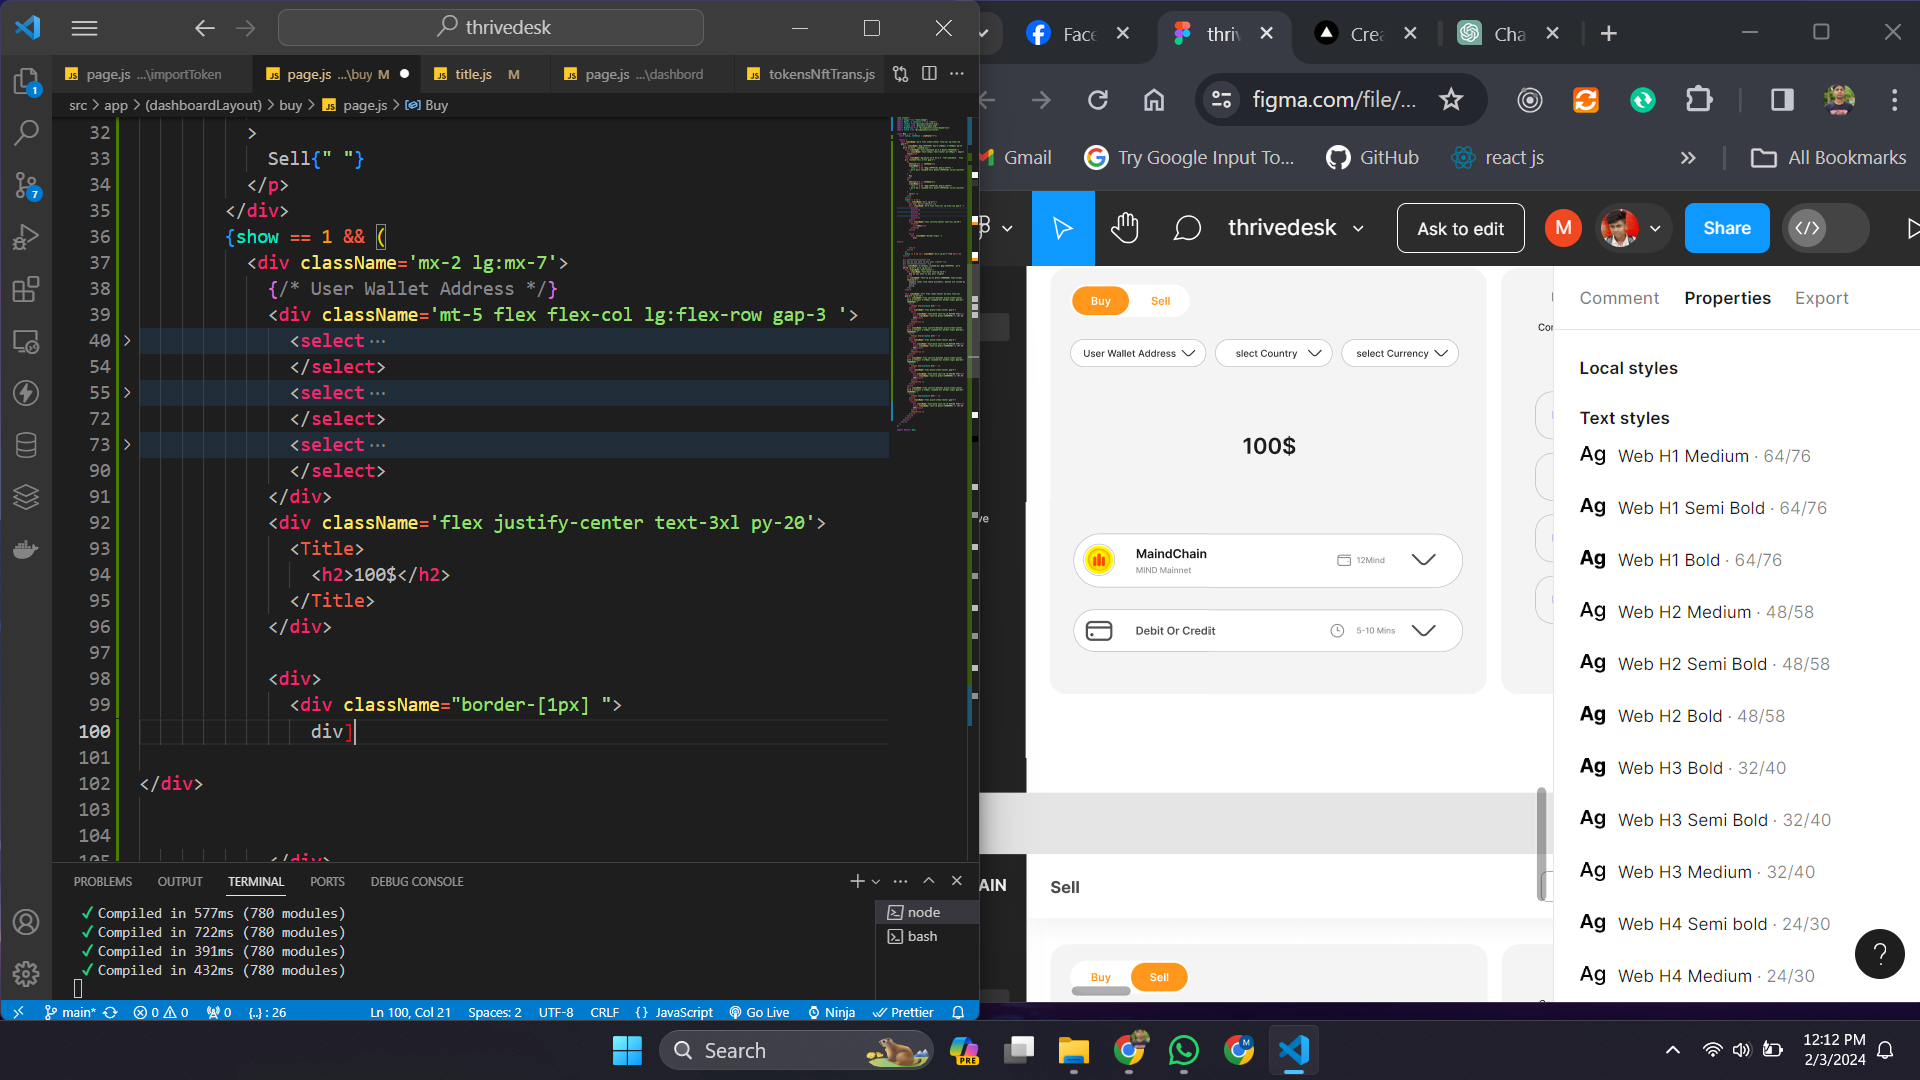 thrivedesk
page.js ...\importToken
page.js ...\buy M
title.js M
page.js ...\dashbord
tokensNftTrans.js
src > app > (dashboardLayout) > buy > page.js > Buy
32 >
33 Sell{" "}
34 </p>
35 </div>
36 {show == 1 && (
37 <div className='mx-2 lg:mx-7'>
38 {/* User Wallet Address */}
39 <div className='mt-5 flex flex-col lg:flex-row gap-3 '>
40 <select ...
54 </select>
55 <select ...
72 </select>
73 <select ...
90 </select>
91 </div>
92 <div className='flex justify-center text-3xl py-20'>
93 <Title>
94 <h2>100$</h2>
95 </Title>
96 </div>
97
98 <div>
99 <div className="border-[1px] ">
100 div]
101
102 </div>
103
104
105 </div>
1
7
PROBLEMS OUTPUT TERMINAL PORTS DEBUG CONSOLE
✓ Compiled in 577ms (780 modules)
✓ Compiled in 722ms (780 modules)
✓ Compiled in 391ms (780 modules)
✓ Compiled in 432ms (780 modules)
node
bash
main* 0 0 0 {..} : 26
Ln 100, Col 21 Spaces: 2 UTF-8 CRLF {} JavaScript Go Live Ninja Prettier
Face
thri
Crea
Cha
figma.com/file/...
Gmail
Try Google Input To...
GitHub
react js
»
All Bookmarks
thrivedesk
Ask to edit
M
Share
Buy Sell
User Wallet Address
slect Country
select Currency
100$
MaindChain
MIND Mainnet
12Mind
Debit Or Credit
5-10 Mins
Cor
ve
AIN
Sell
Buy Sell
Comment Properties Export
Local styles
Text styles
Ag Web H1 Medium · 64/76
Ag Web H1 Semi Bold · 64/76
Ag Web H1 Bold · 64/76
Ag Web H2 Medium · 48/58
Ag Web H2 Semi Bold · 48/58
Ag Web H2 Bold · 48/58
Ag Web H3 Bold · 32/40
Ag Web H3 Semi Bold · 32/40
Ag Web H3 Medium · 32/40
Ag Web H4 Semi bold · 24/30
Ag Web H4 Medium · 24/30
?
Search
PRE
M
12:12 PM
2/3/2024